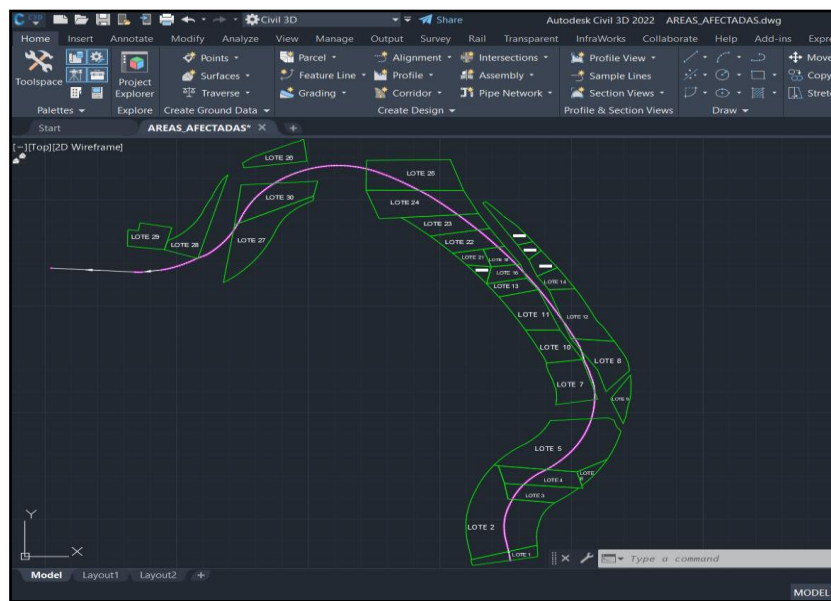 C3D Civil 3D Share Autodesk Civil 3D 2022 AREAS_AFECTADAS.dwg
Home Insert Annotate Modify Analyze View Manage Output Survey Rail Transparent InfraWorks Collaborate Help Add-ins Expre
Points Parcel Alignment Intersections Profile View Move
Toolspace Project Explorer Surfaces Feature Line Profile Assembly Sample Lines Copy
Traverse Grading Corridor Pipe Network Section Views Stretc
Palettes Explore Create Ground Data Create Design Profile & Section Views Draw
Start AREAS_AFECTADAS* +
[-][Top][2D Wireframe]
LOTE 26
LOTE 25
LOTE 30
LOTE 24
LOTE 23
LOTE 29
LOTE 28
LOTE 27
LOTE 22
LOTE 21
LOTE 16
LOTE 13
LOTE 14
LOTE 11
LOTE 12
LOTE 10
LOTE 8
LOTE 7
LOTE 5
LOTE
LOTE 4
LOTE 3
LOTE 2
LOTE 1
Y
X
Type a command
Model Layout1 Layout2 +
MODEL